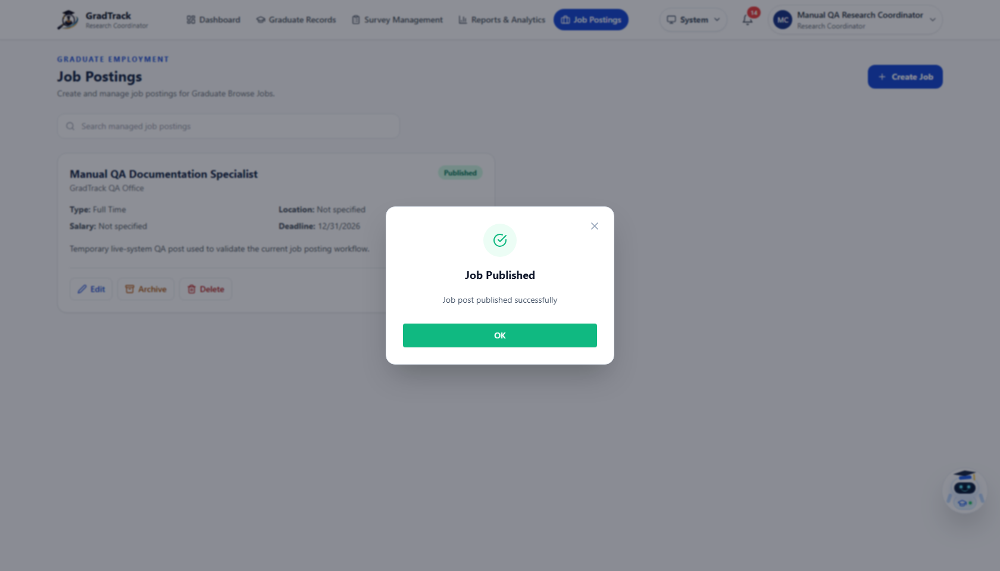 GradTrack
Research Coordinator
Dashboard
Graduate Records
Survey Management
Reports & Analytics
Job Postings
System
14
MC
Manual QA Research Coordinator
Research Coordinator
GRADUATE EMPLOYMENT
Job Postings
Create and manage job postings for Graduate Browse Jobs.
+ Create Job
Search managed job postings
Manual QA Documentation Specialist
Published
GradTrack QA Office
Type: Full Time
Location: Not specified
Salary: Not specified
Deadline: 12/31/2026
Temporary live-system QA post used to validate the current job posting workflow.
Edit
Archive
Delete
Job Published
Job post published successfully
OK